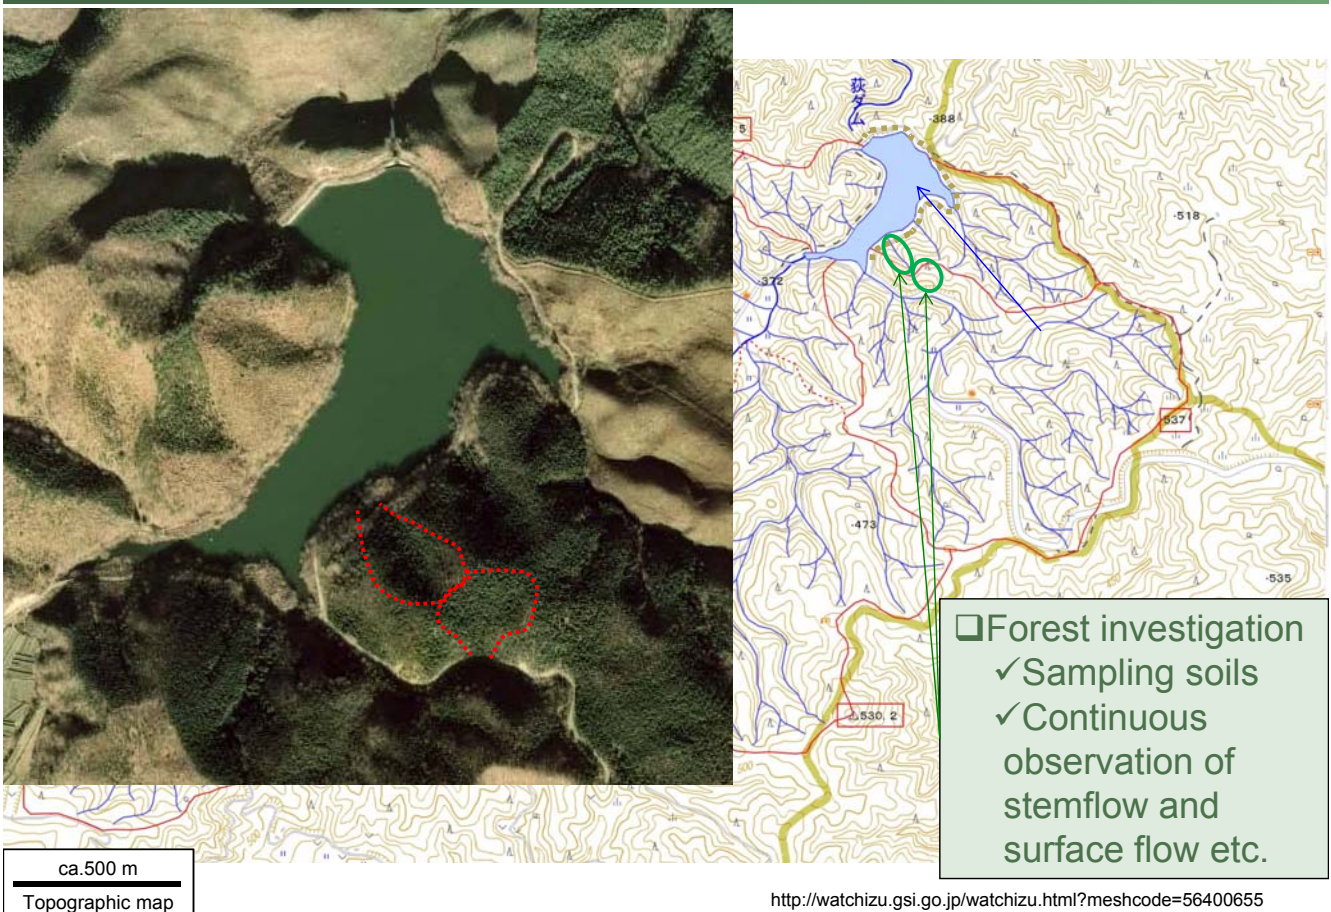 荻ダム
·388
5
·518
·372
537
·473
·535
530.2
❑Forest investigation
✓Sampling soils
✓Continuous
observation of
stemflow and
surface flow etc.
ca.500 m
Topographic map
http://watchizu.gsi.go.jp/watchizu.html?meshcode=56400655